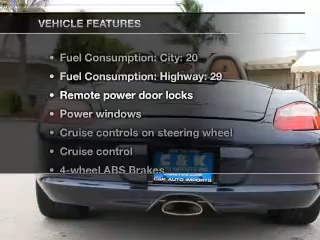 VEHICLE FEATURES
• Fuel Consumption: City: 20
• Fuel Consumption: Highway: 29
• Remote power door locks
• Power windows
• Cruise controls on steering wheel
• Cruise control
• 4-wheel ABS Brakes
C&K
C&K AUTO IMPORTS